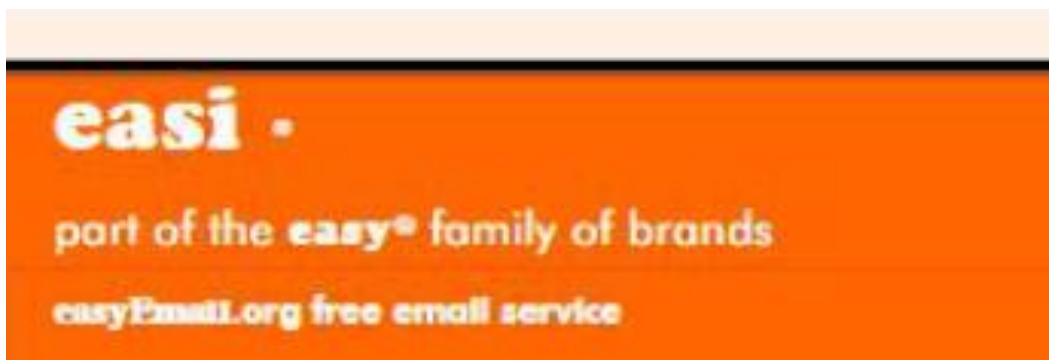 easi
part of the easy® family of brands
easyEmail.org free email service